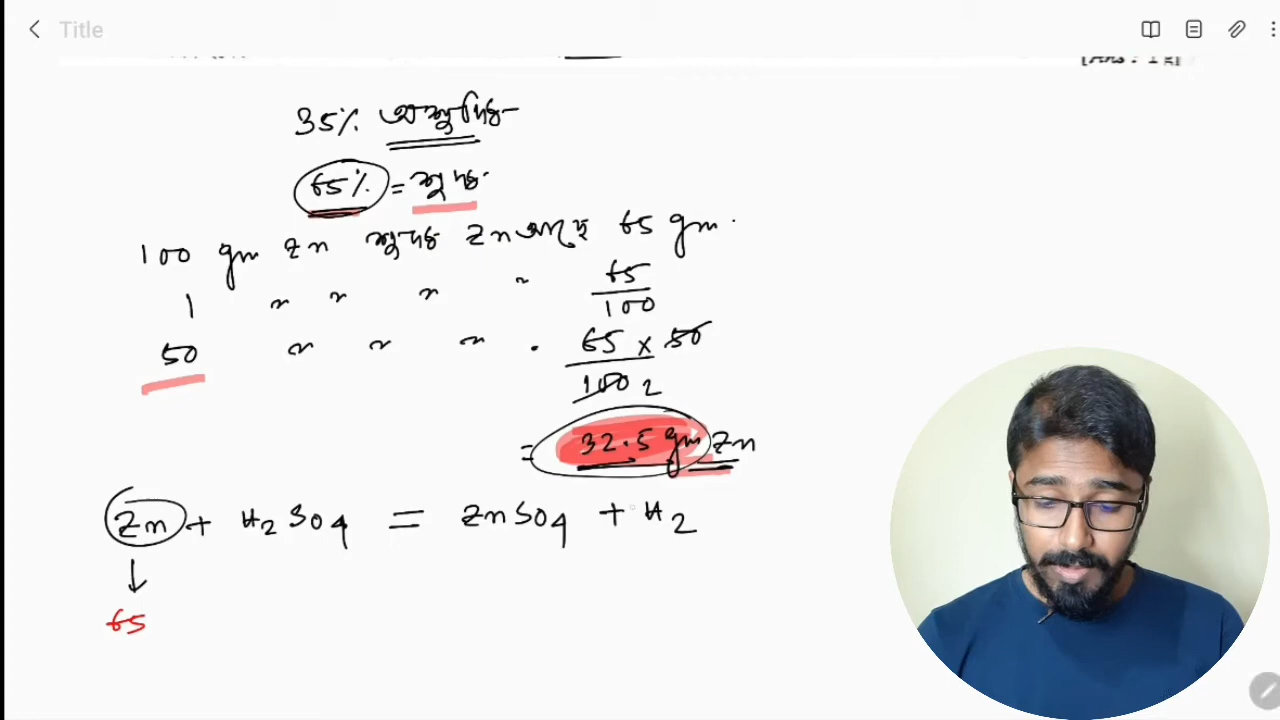 Title
35% অশুদ্ধি
65% = শুদ্ধ
100 gm Zn শুদ্ধ Zn আছে 65 gm.
1 " " " " 65/100
50 " " " . 65 x 50 / 100 2
= 32.5 gm Zn
Zn + H₂SO₄ = ZnSO₄ + H₂
↓
65